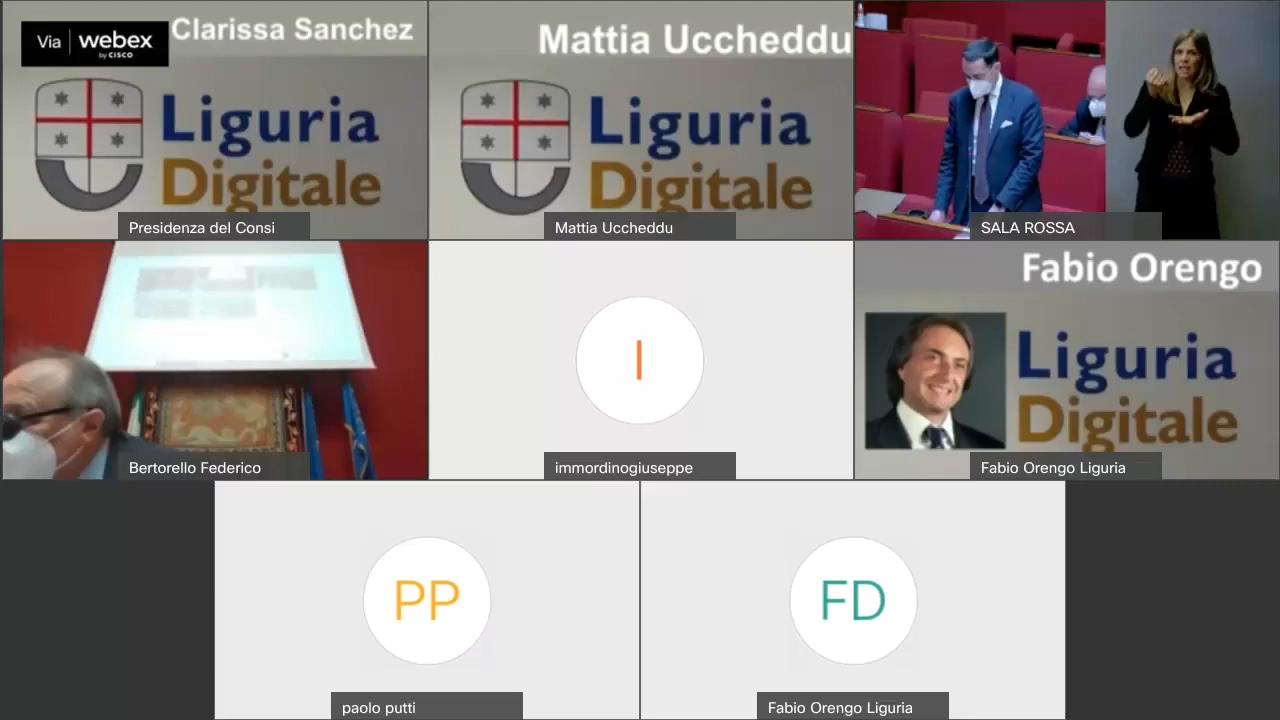 Via webex
by CISCO
Clarissa Sanchez
Liguria
Digitale
Presidenza del Consi
Mattia Uccheddu
Liguria
Digitale
Mattia Uccheddu
SALA ROSSA
Bertorello Federico
I
immordinogiuseppe
Fabio Orengo
Liguria
Digitale
Fabio Orengo Liguria
PP
paolo putti
FD
Fabio Orengo Liguria